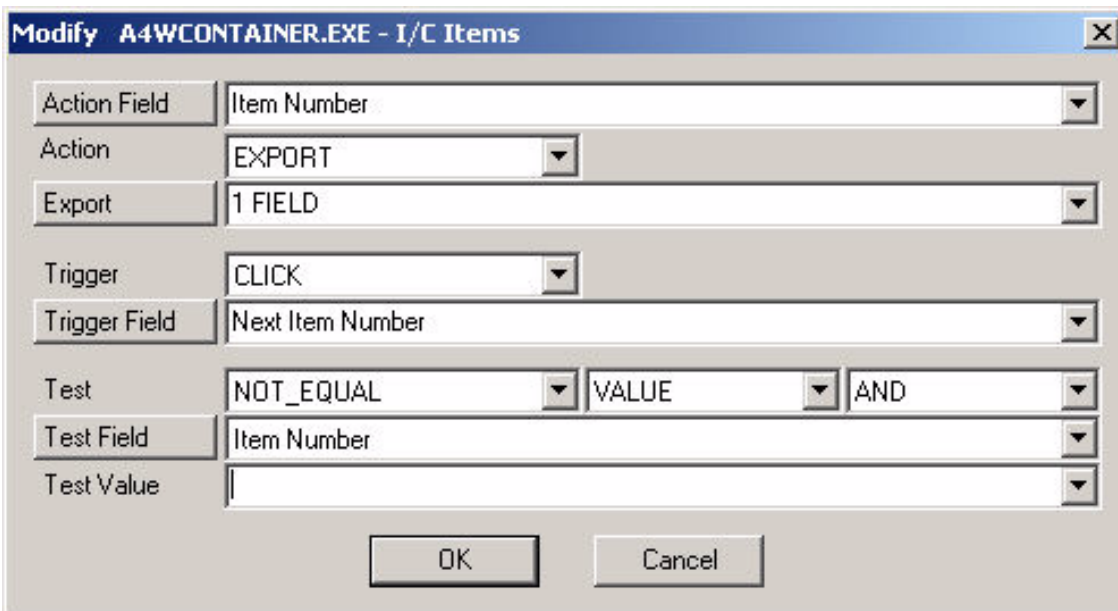 Modify A4WCONTAINER.EXE - I/C Items
Action Field Item Number
Action EXPORT
Export 1 FIELD
Trigger CLICK
Trigger Field Next Item Number
Test NOT_EQUAL VALUE AND
Test Field Item Number
Test Value
OK Cancel